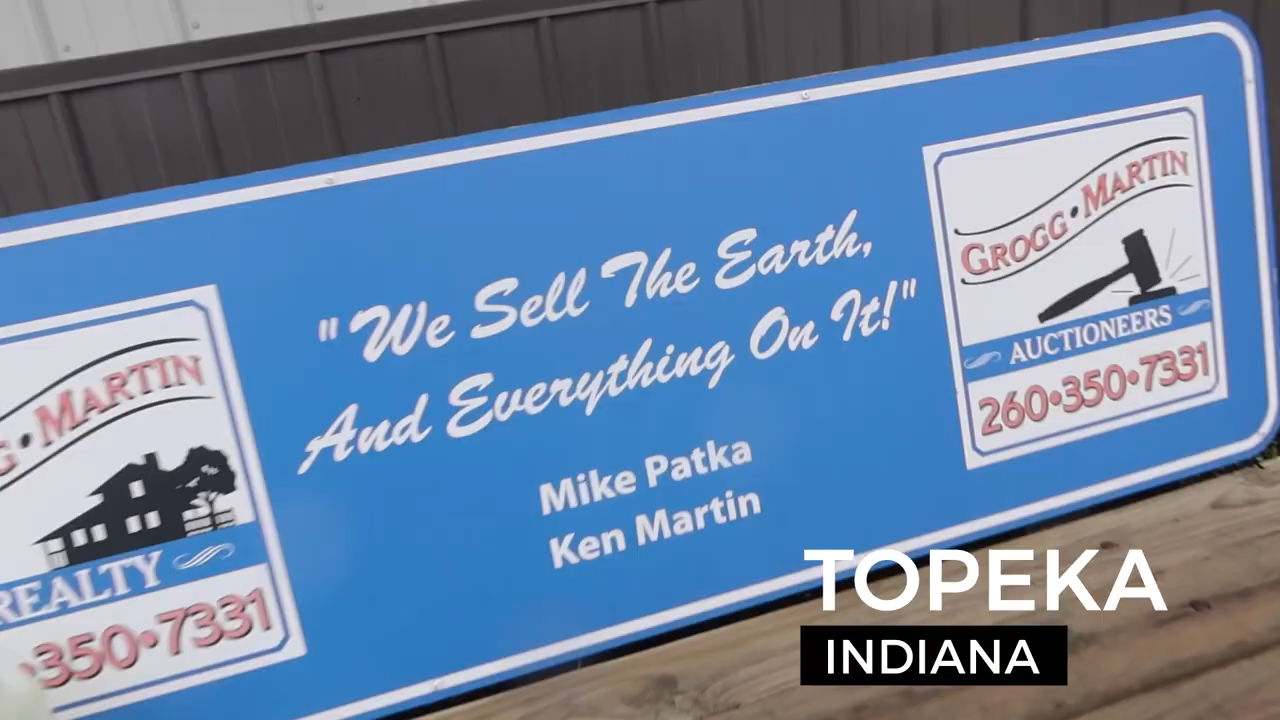 G•MARTIN
REALTY
•350•7331
"We Sell The Earth,
And Everything On It!"
Mike Patka
Ken Martin
GROGG•MARTIN
AUCTIONEERS
260•350•7331
TOPEKA
INDIANA